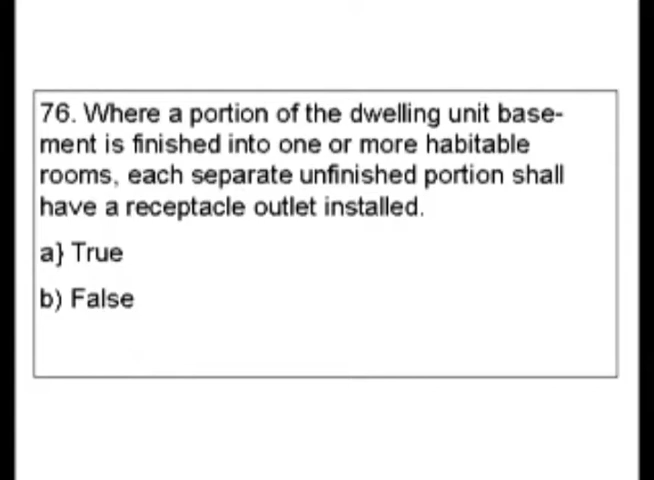 76. Where a portion of the dwelling unit base-
ment is finished into one or more habitable
rooms, each separate unfinished portion shall
have a receptacle outlet installed.
a} True
b) False